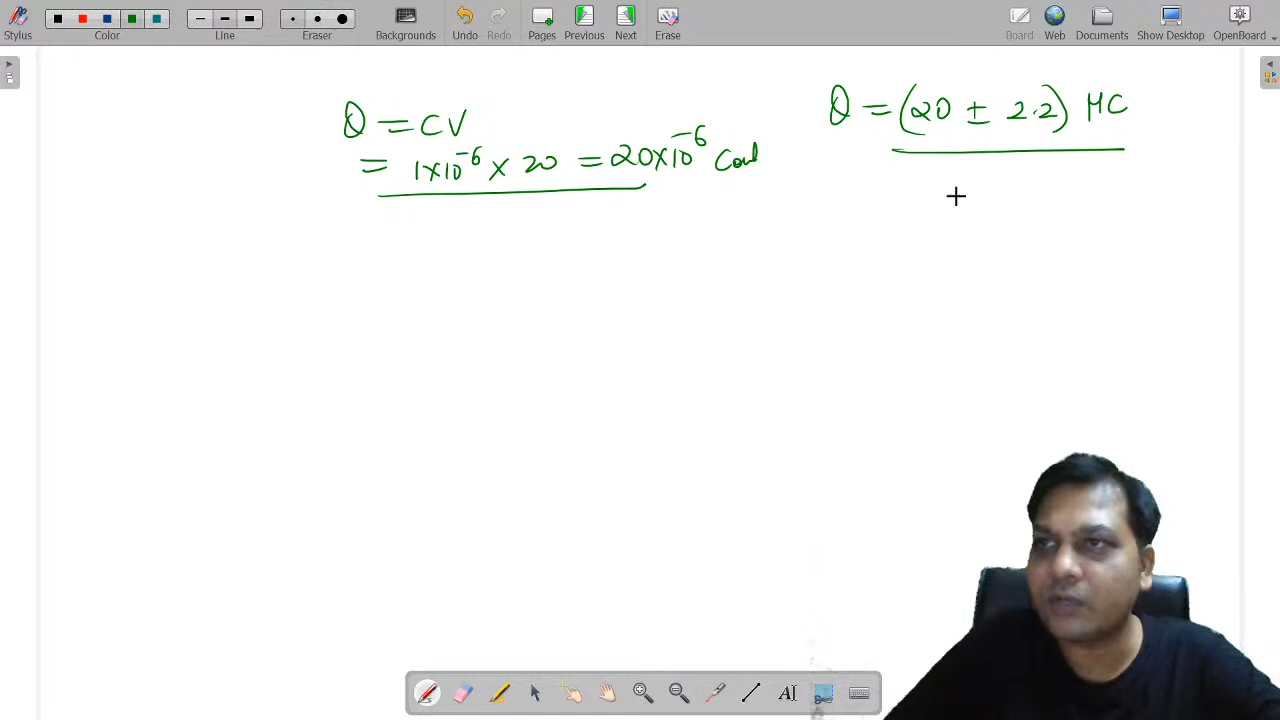 Stylus
Color
Line
Eraser
Backgrounds
Undo
Redo
Pages
Previous
Next
Erase
Board
Web
Documents
Show Desktop
OpenBoard
Q = CV
= 1×10⁻⁶ × 20 = 20×10⁻⁶ Coul
Q = (20 ± 2.2) μC